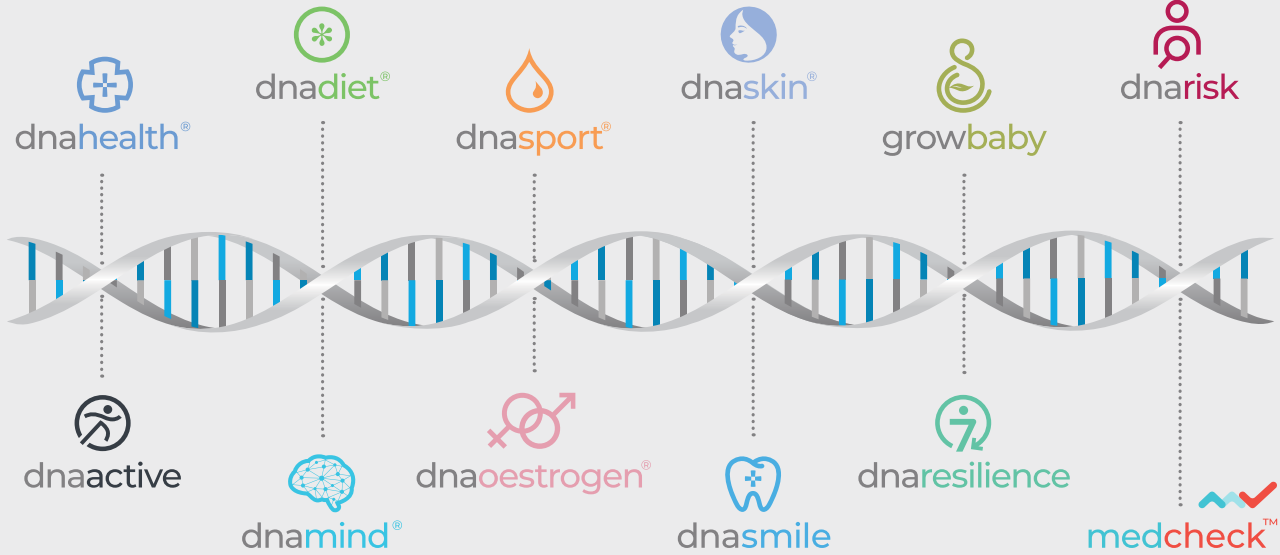 dnahealth®
dnadiet®
dnasport®
dnaskin®
growbaby
dnarisk
dnaactive
dnamind®
dnaoestrogen®
dnasmile
dnaresilience
medcheck™